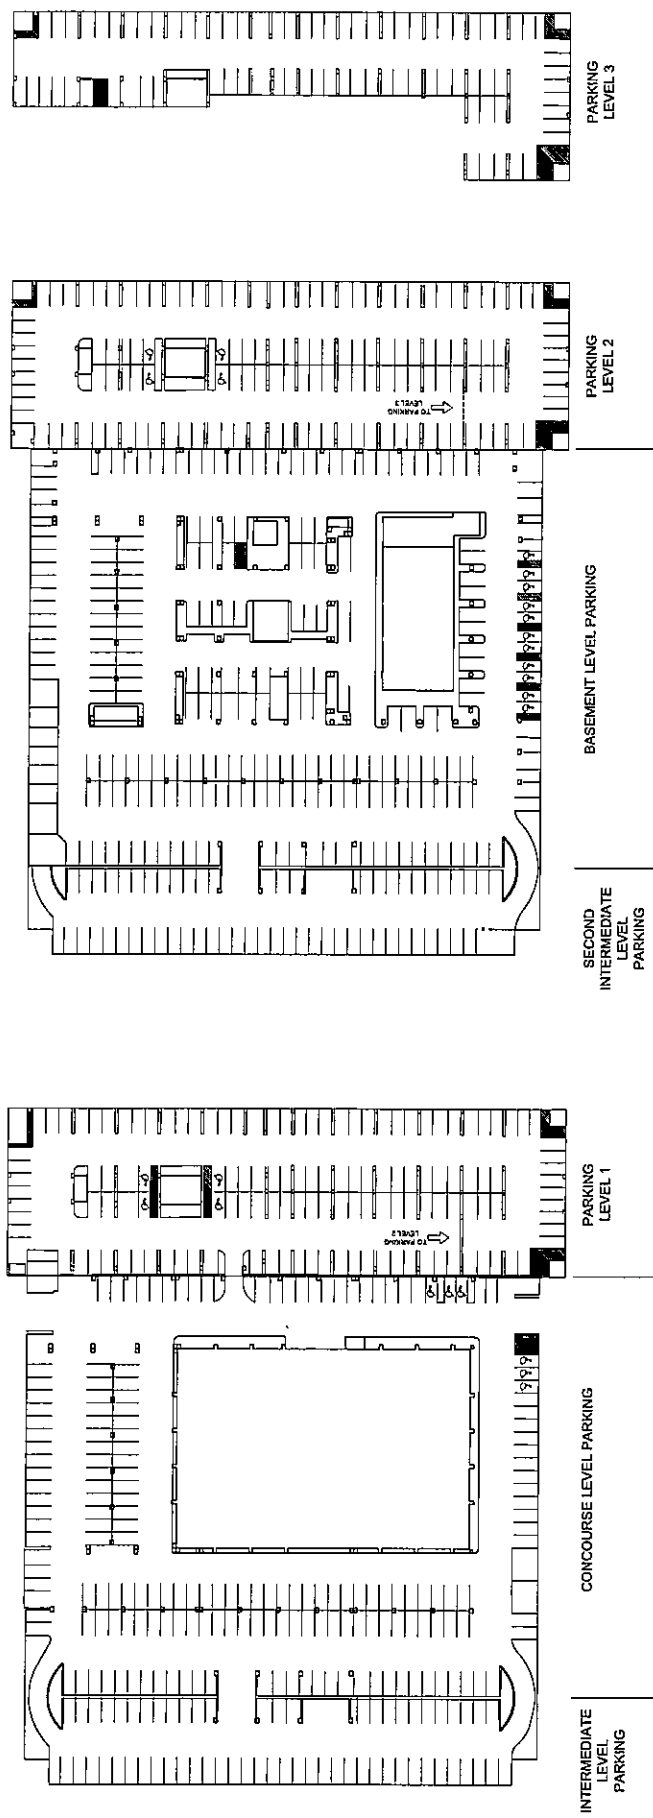 PARKING
LEVEL 3
PARKING
LEVEL 2
TO PARKING
LEVEL 3
BASEMENT LEVEL PARKING
SECOND
INTERMEDIATE
LEVEL
PARKING
PARKING
LEVEL 1
TO PARKING
LEVEL 2
CONCOURSE LEVEL PARKING
INTERMEDIATE
LEVEL
PARKING